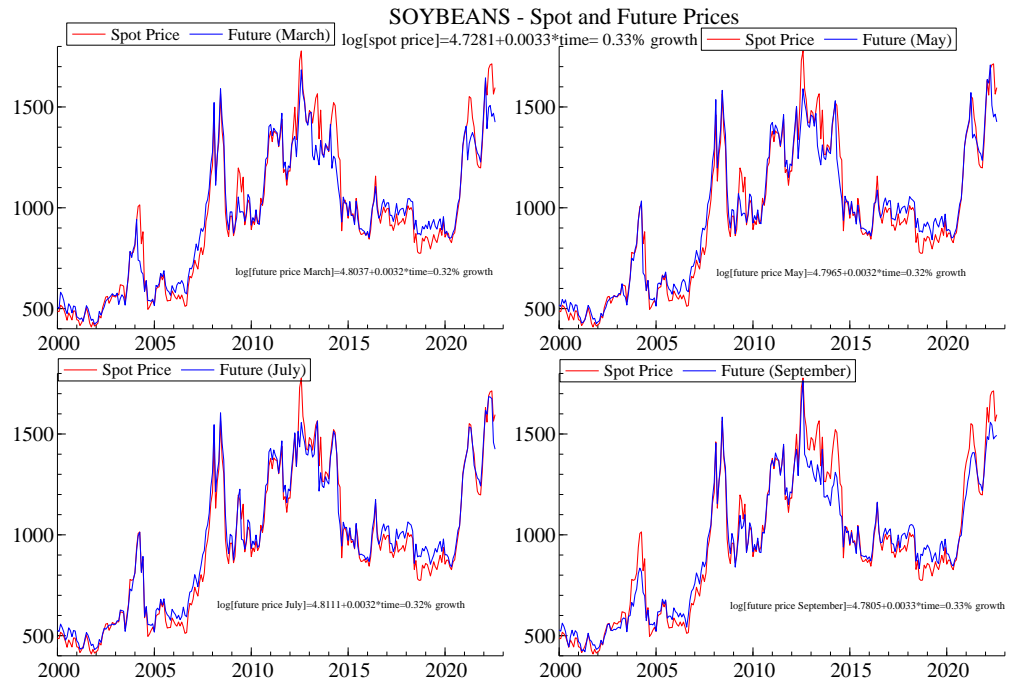 SOYBEANS - Spot and Future Prices
log[spot price]=4.7281+0.0033*time= 0.33% growth
Spot Price Future (March)
1500
1000
500
log[future price March]=4.8037+0.0032*time=0.32% growth
2000 2005 2010 2015 2020
Spot Price Future (May)
1500
1000
500
log[future price May]=4.7965+0.0032*time=0.32% growth
2000 2005 2010 2015 2020
Spot Price Future (July)
1500
1000
500
log[future price July]=4.8111+0.0032*time=0.32% growth
2000 2005 2010 2015 2020
Spot Price Future (September)
1500
1000
500
log[future price September]=4.7805+0.0033*time=0.33% growth
2000 2005 2010 2015 2020